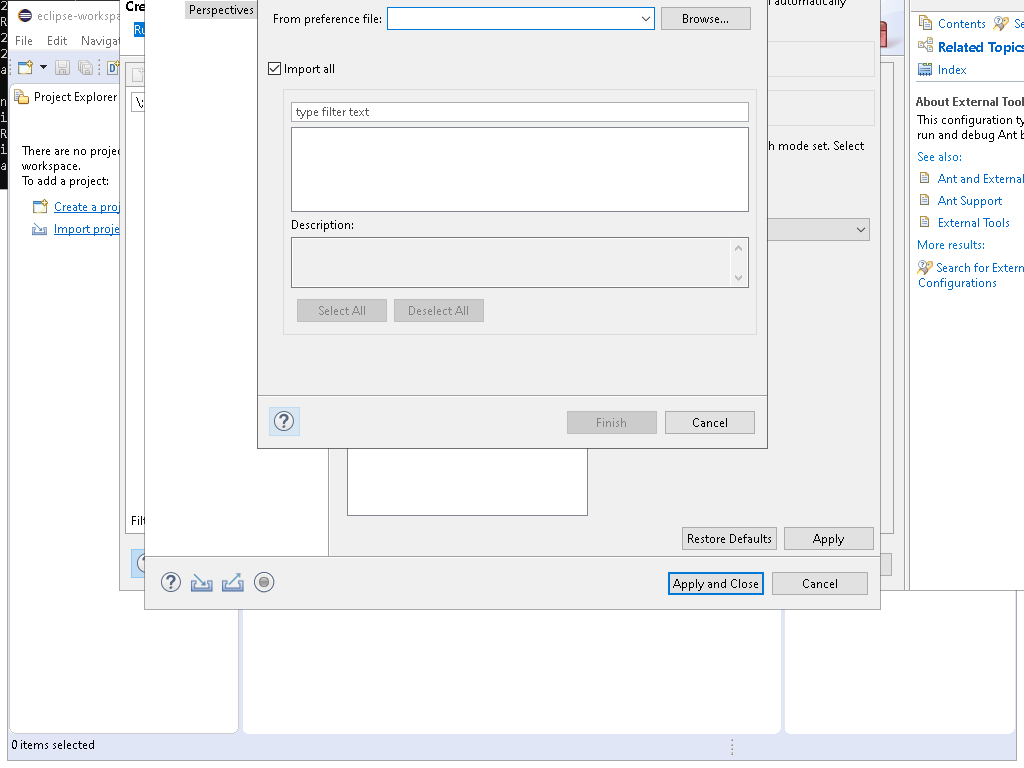 eclipse-workspa
File Edit Navigat
Project Explorer
There are no projec
workspace.
To add a project:
Create a proj
Import proje
Cre
Ru
Filt
Perspectives
From preference file:
Browse...
Import all
type filter text
Description:
Select All Deselect All
Finish Cancel
automatically
h mode set. Select
Restore Defaults Apply
Apply and Close Cancel
Contents Se
Related Topics
Index
About External Tool
This configuration ty
run and debug Ant b
See also:
Ant and External
Ant Support
External Tools
More results:
Search for Extern
Configurations
0 items selected